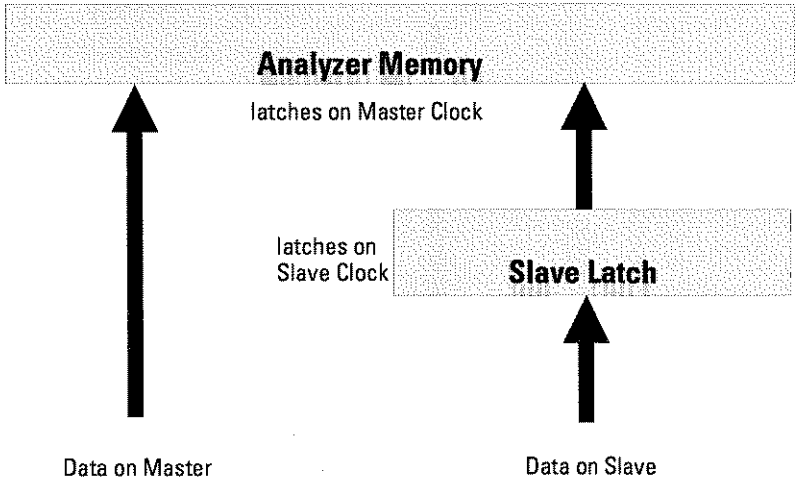 Analyzer Memory
latches on Master Clock
latches on
Slave Clock
Slave Latch
Data on Master
Data on Slave